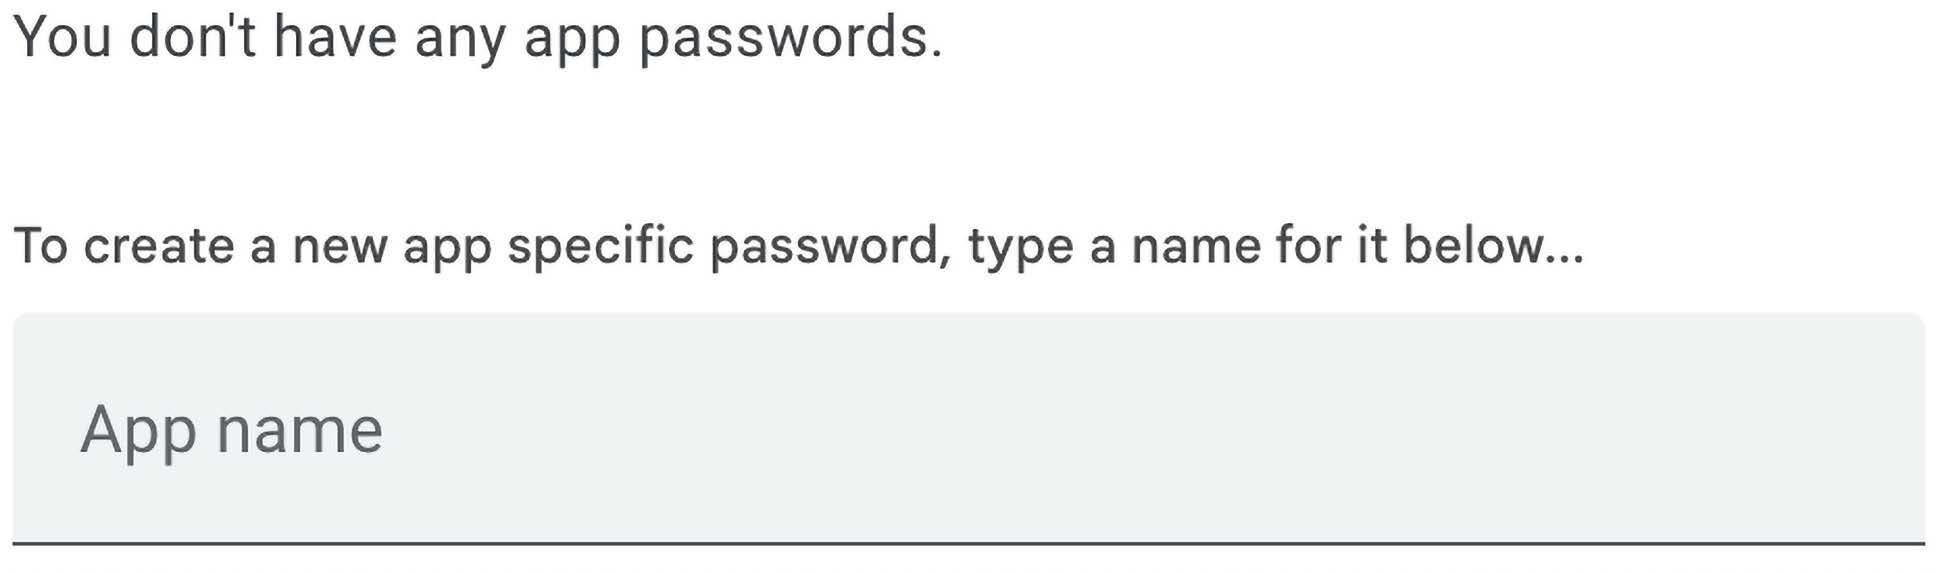 You don't have any app passwords.
To create a new app specific password, type a name for it below...
App name